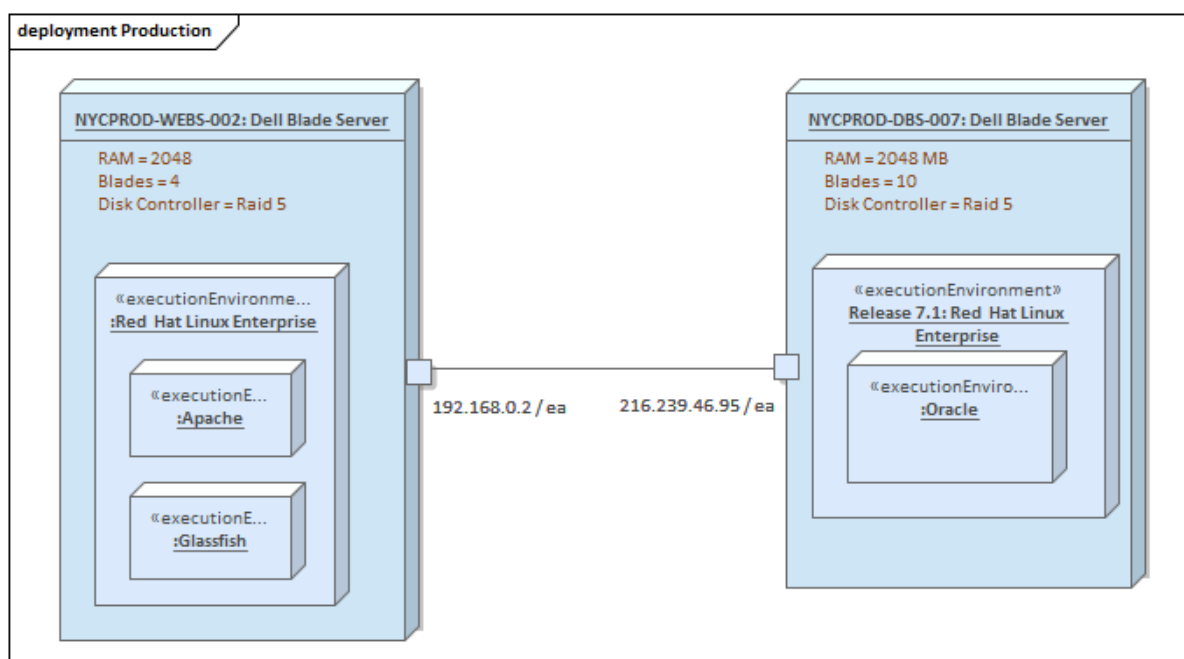 deployment Production
NYCPROD-WEBS-002: Dell Blade Server
RAM = 2048
Blades = 4
Disk Controller = Raid 5
«executionEnvironme...
:Red Hat Linux Enterprise
«executionE...
:Apache
«executionE...
:Glassfish
192.168.0.2 / ea
216.239.46.95 / ea
NYCPROD-DBS-007: Dell Blade Server
RAM = 2048 MB
Blades = 10
Disk Controller = Raid 5
«executionEnvironment»
Release 7.1: Red Hat Linux
Enterprise
«executionEnviro...
:Oracle